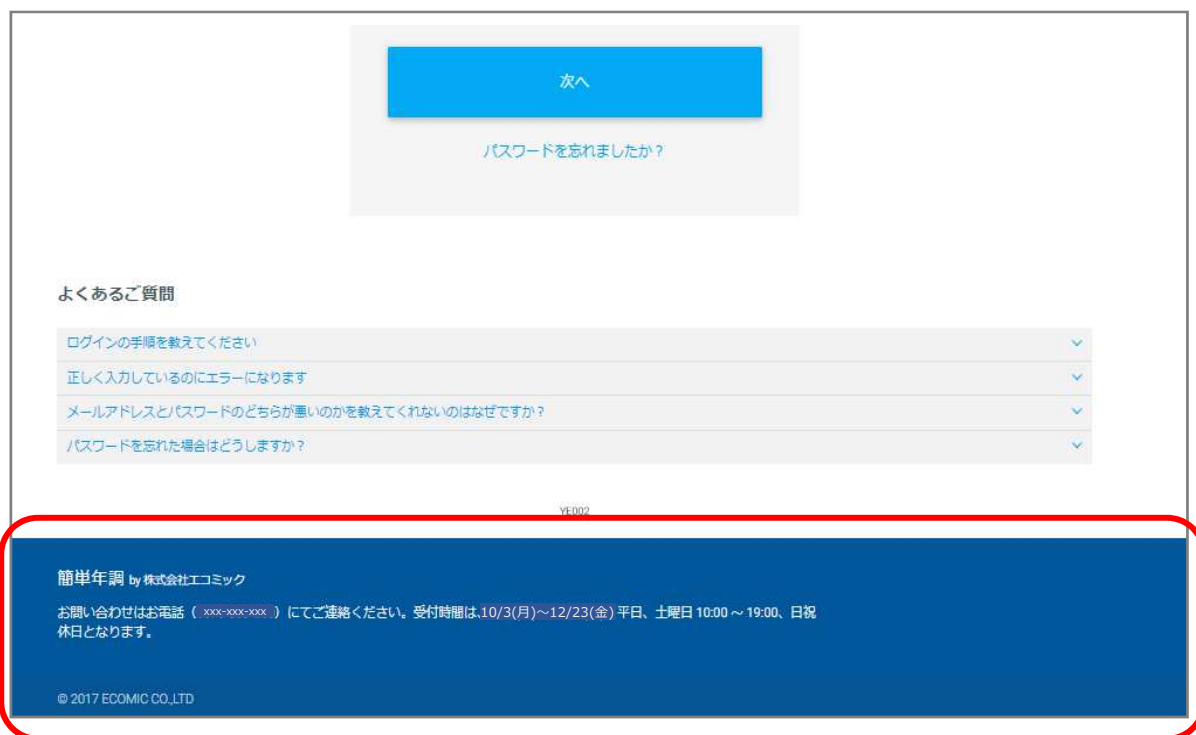 次へ
パスワードを忘れましたか？
よくあるご質問
ログインの手順を教えてください
正しく入力しているのにエラーになります
メールアドレスとパスワードのどちらが悪いのかを教えてくれないのはなぜですか？
パスワードを忘れた場合はどうしますか？
YE002
簡単年調 by 株式会社エコミック
お問い合わせはお電話（ xxx-xxx-xxx ）にてご連絡ください。受付時間は、10/3(月)～12/23(金) 平日、土曜日 10:00 ～ 19:00、日祝
休日となります。
© 2017 ECOMIC CO.,LTD